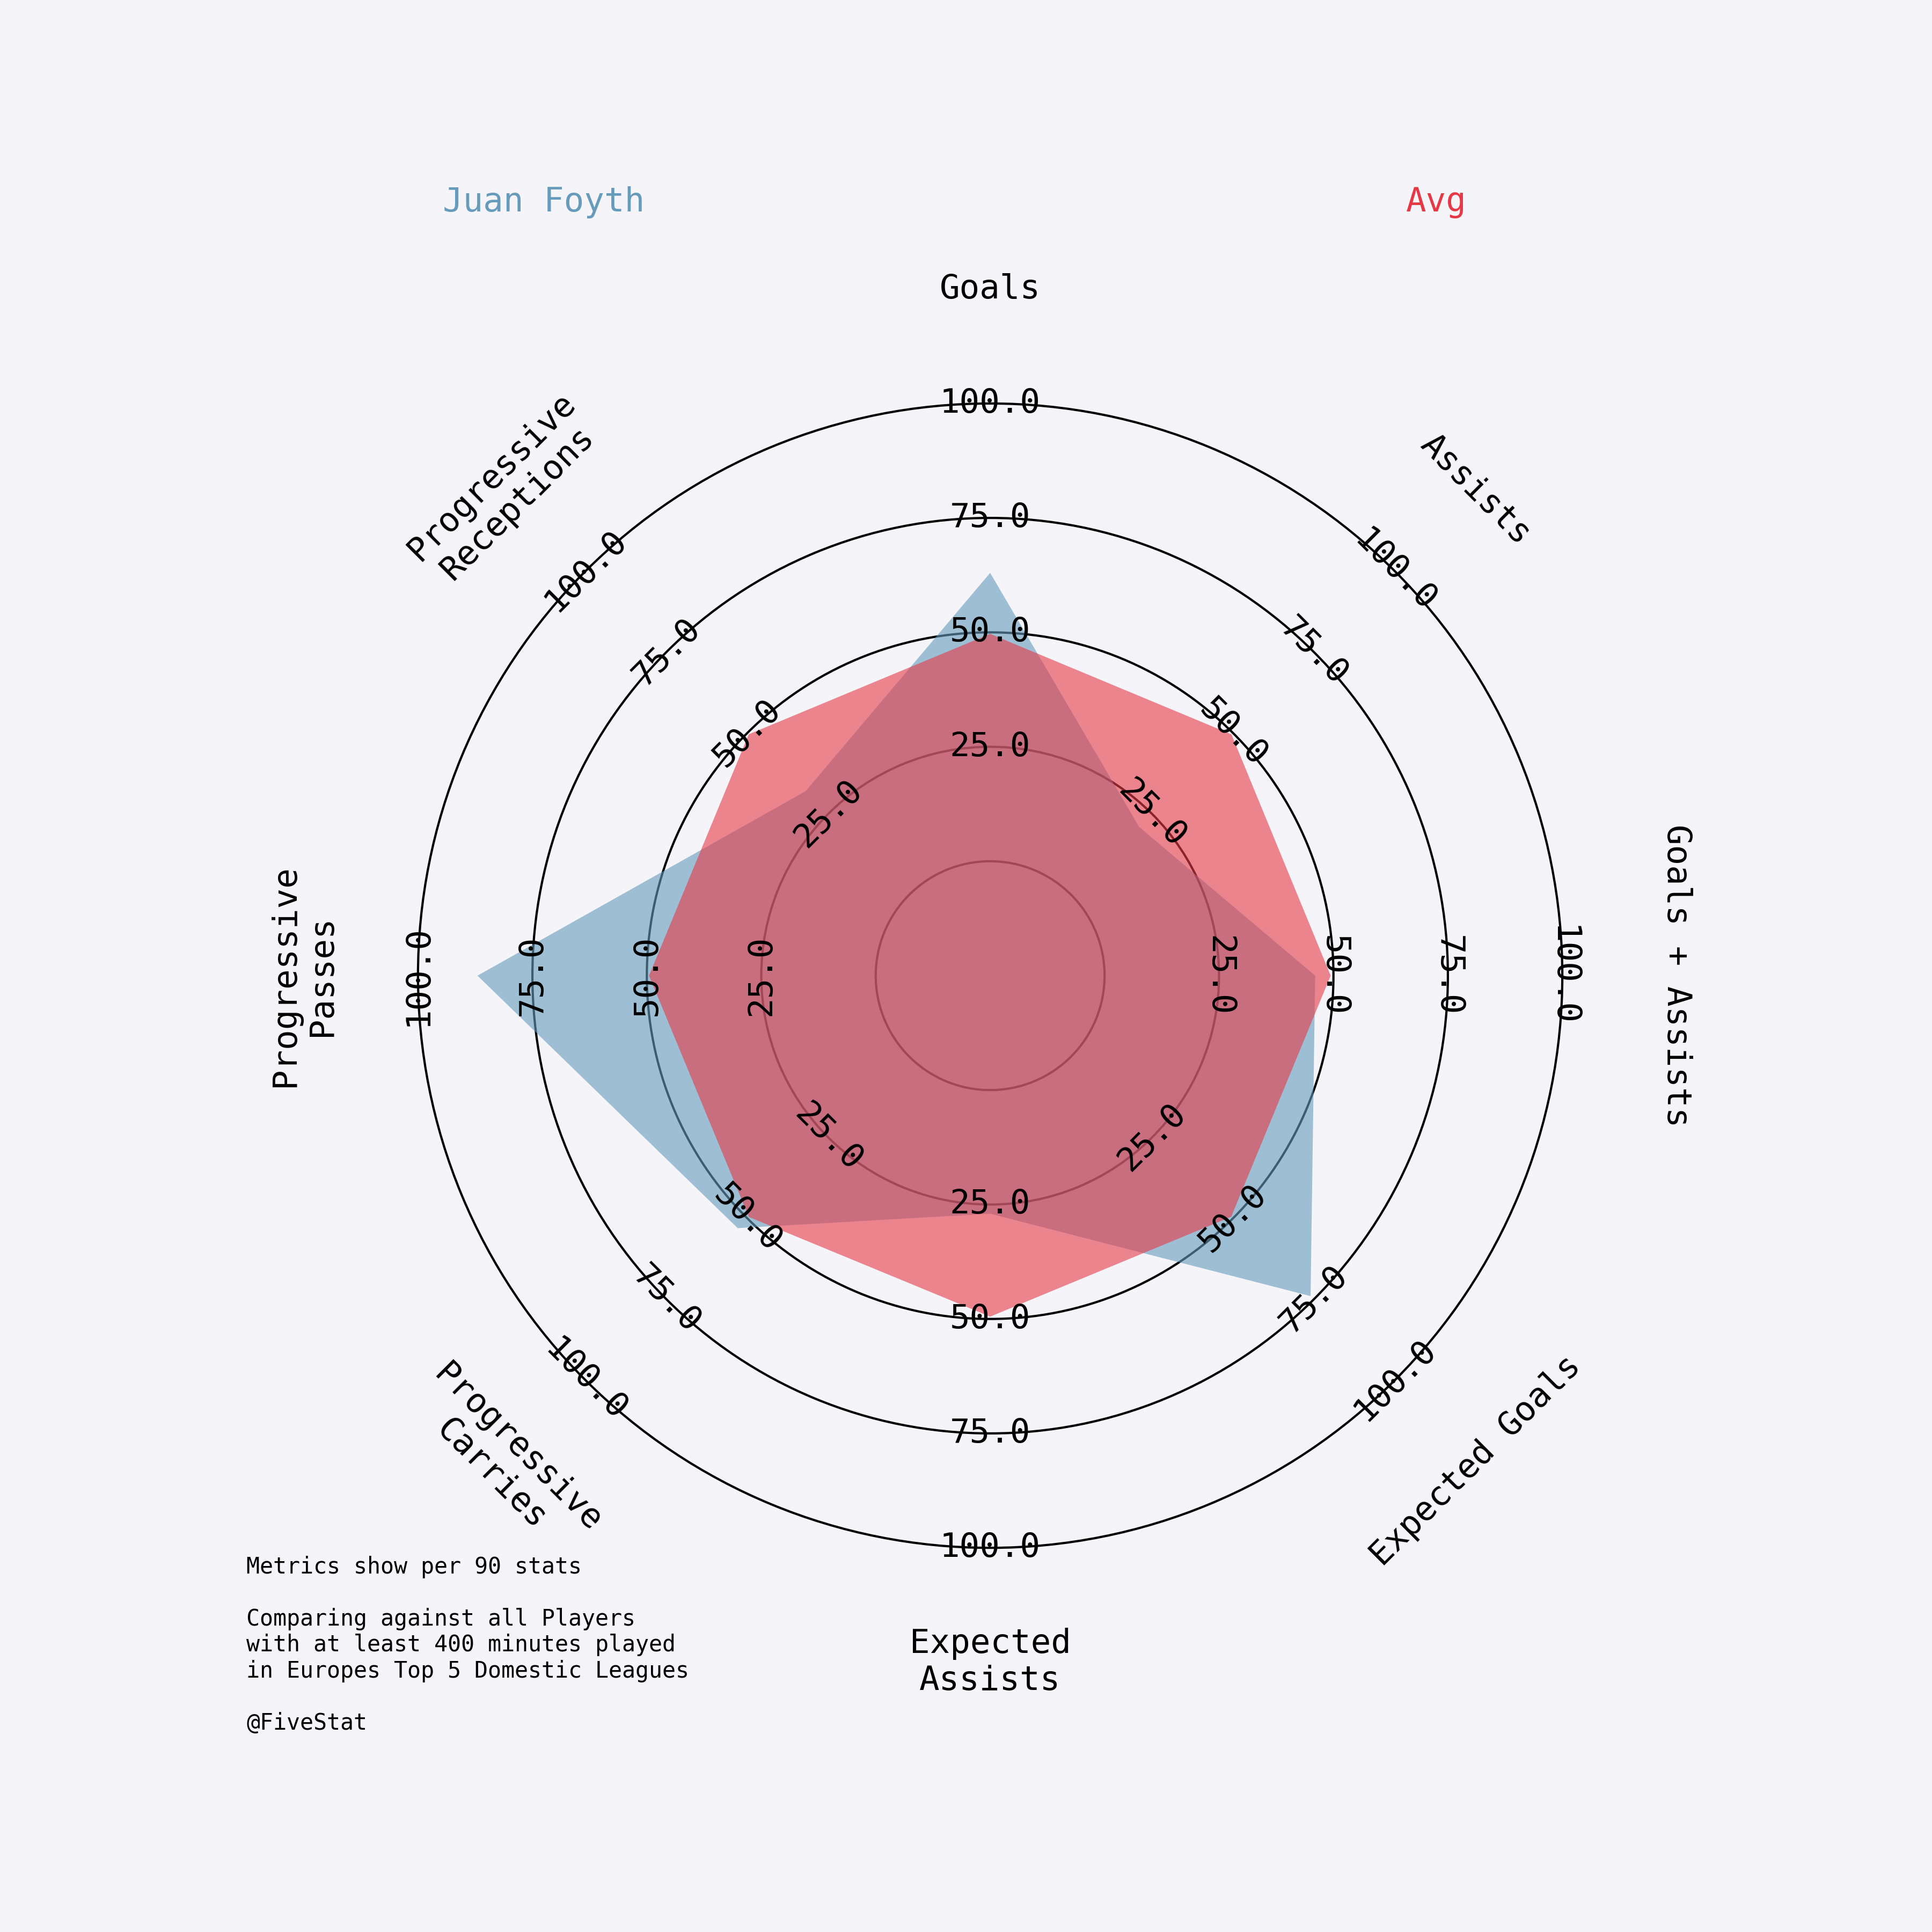 Juan Foyth
Avg
Goals
Assists
Goals + Assists
Expected Goals
Expected
Assists
Progressive
Carries
Progressive
Passes
Progressive
Receptions
25.0
50.0
75.0
100.0
25.0
50.0
75.0
100.0
25.0
50.0
75.0
100.0
25.0
50.0
75.0
100.0
25.0
50.0
75.0
100.0
25.0
50.0
75.0
100.0
25.0
50.0
75.0
100.0
25.0
50.0
75.0
100.0
Metrics show per 90 stats
Comparing against all Players
with at least 400 minutes played
in Europes Top 5 Domestic Leagues
@FiveStat